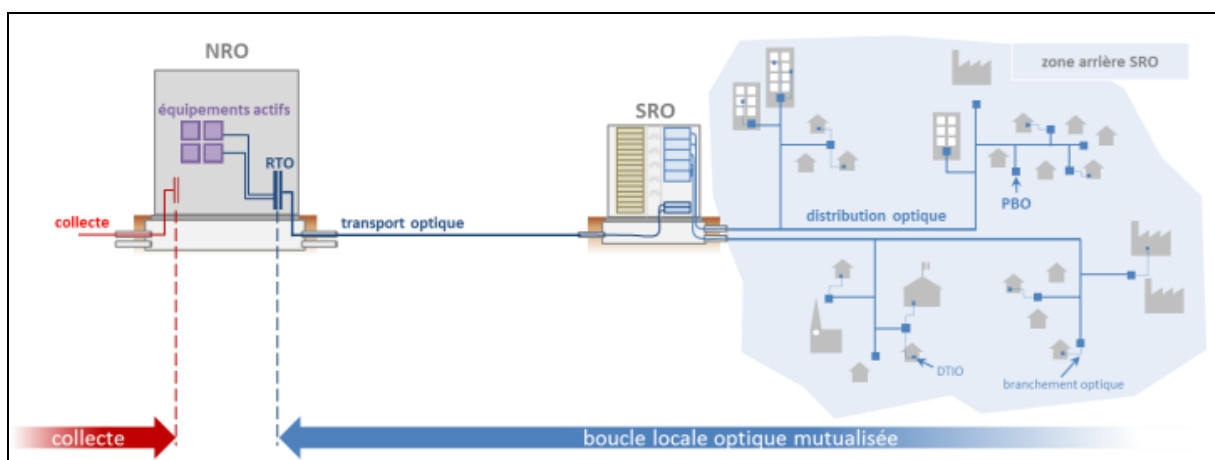 NRO
équipements actifs
RTO
collecte
transport optique
SRO
zone arrière SRO
PBO
distribution optique
DTIO
branchement optique
collecte
boucle locale optique mutualisée